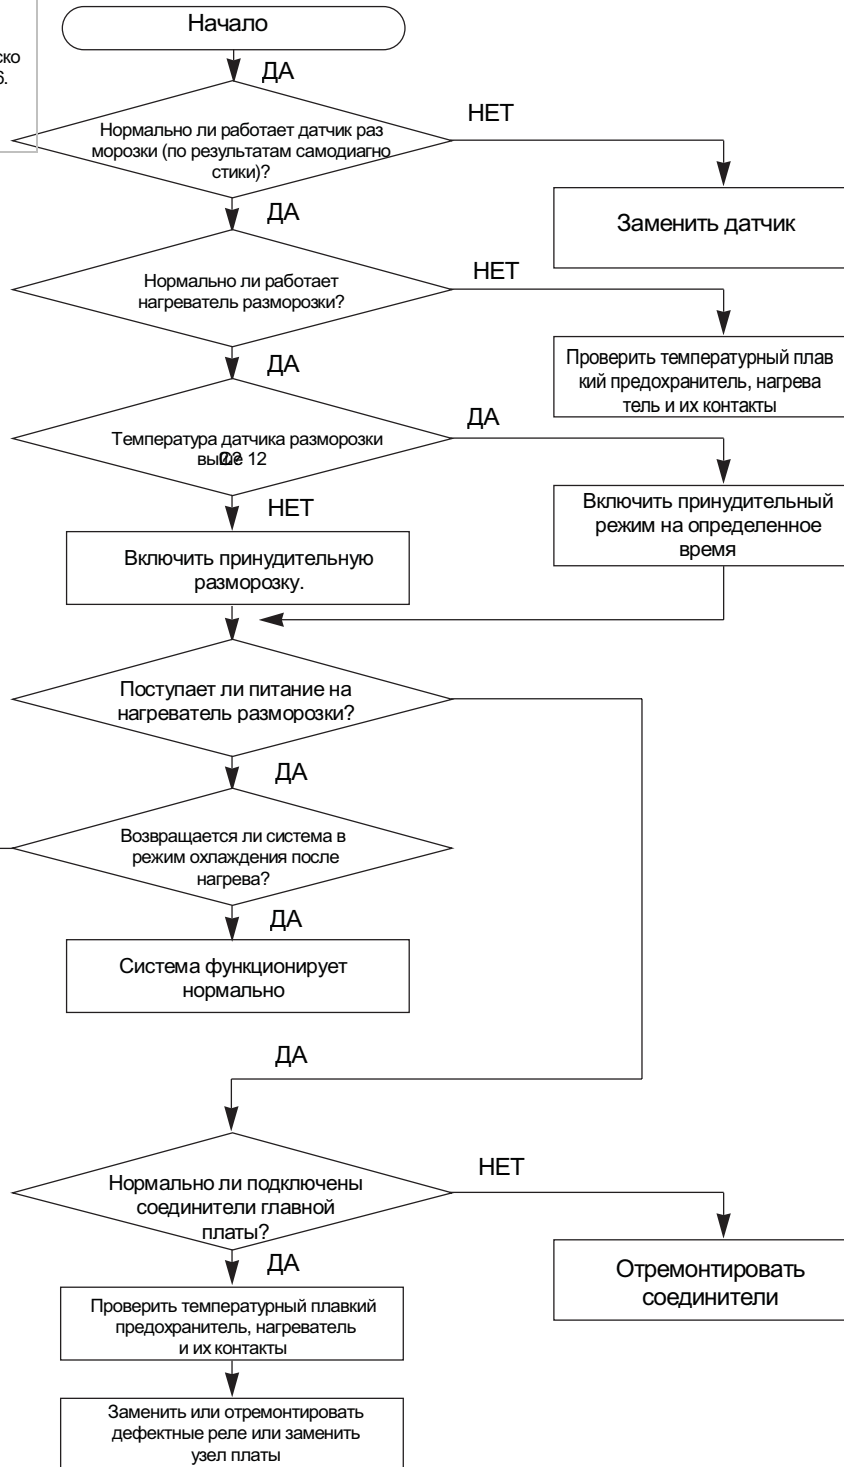 Начало
ско
6.
ДА
НЕТ
Нормально ли работает датчик раз
морозки (по результатам самодиагно
стики)?
Заменить датчик
ДА
НЕТ
Нормально ли работает
нагреватель разморозки?
Проверить температурный плав
кий предохранитель, нагрева
тель и их контакты
ДА
ДА
Температура датчика разморозки
12
Включить принудительный
режим на определенное
время
НЕТ
Включить принудительную
разморозку.
Поступает ли питание на
нагреватель разморозки?
ДА
Возвращается ли система в
режим охлаждения после
нагрева?
ДА
Система функционирует
нормально
ДА
НЕТ
Нормально ли подключены
соединители главной
платы?
Отремонтировать
соединители
ДА
Проверить температурный плавкий
предохранитель, нагреватель
и их контакты
Заменить или отремонтировать
дефектные реле или заменить
узел платы